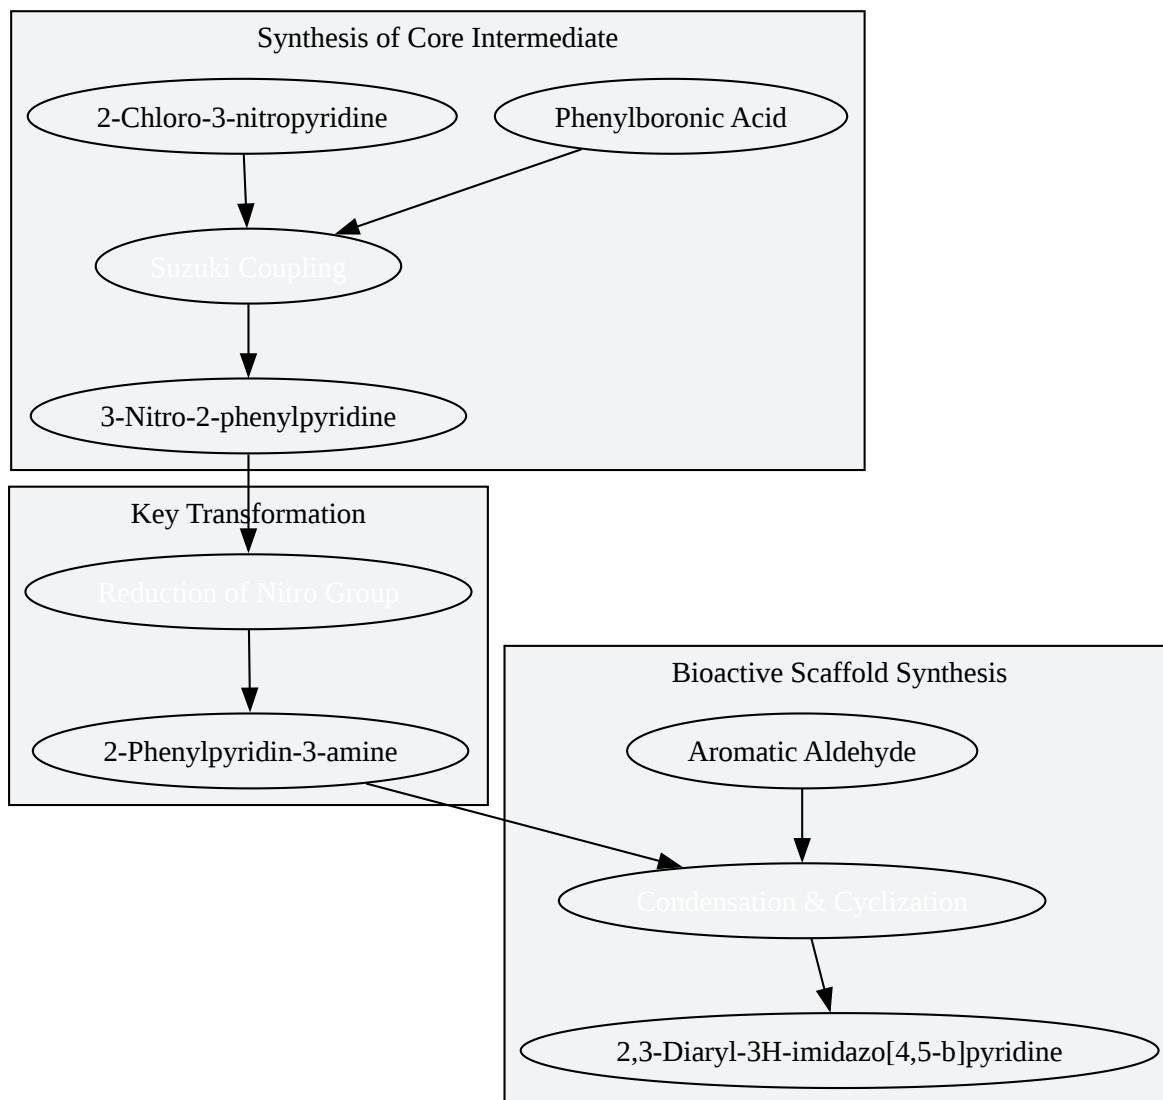 Synthesis of Core Intermediate
2-Chloro-3-nitropyridine
Phenylboronic Acid
Suzuki Coupling
3-Nitro-2-phenylpyridine
Key Transformation
Reduction of Nitro Group
Bioactive Scaffold Synthesis
2-Phenylpyridin-3-amine
Aromatic Aldehyde
Condensation & Cyclization
2,3-Diaryl-3H-imidazo[4,5-b]pyridine